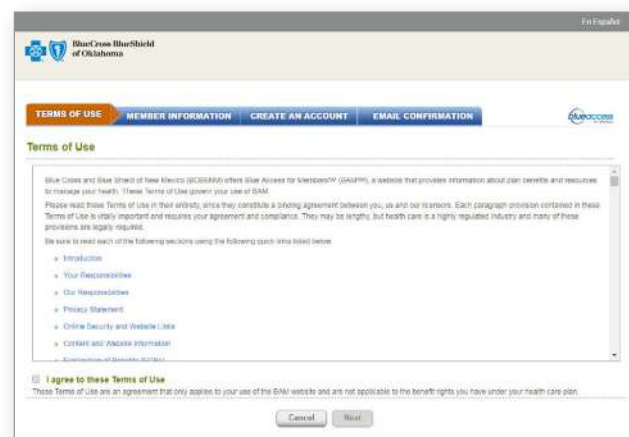 En Español
BlueCross BlueShield
of Oklahoma
TERMS OF USE
MEMBER INFORMATION
CREATE AN ACCOUNT
EMAIL CONFIRMATION
blueaccess
Terms of Use
Blue Cross and Blue Shield of New Mexico (BCBSNM) offers Blue Access for Members℠ (BAM℠), a website that provides information about plan benefits and resources
to manage your health. These Terms of Use govern your use of BAM.
Please read these Terms of Use in their entirety, since they constitute a binding agreement between you, us and our licensors. Each paragraph provision contained in these
Terms of Use is vitally important and requires your agreement and compliance. They may be lengthy, but health care is a highly regulated industry and many of these
provisions are legally required.
Be sure to read each of the following sections using the following quick links listed below.
Introduction
Your Responsibilities
Our Responsibilities
Privacy Statement
Online Security and Website Links
Content and Website Information
I agree to these Terms of Use
These Terms of Use are an agreement that only applies to your use of the BAM website and are not applicable to the benefit rights you have under your health care plan.
Cancel
Next